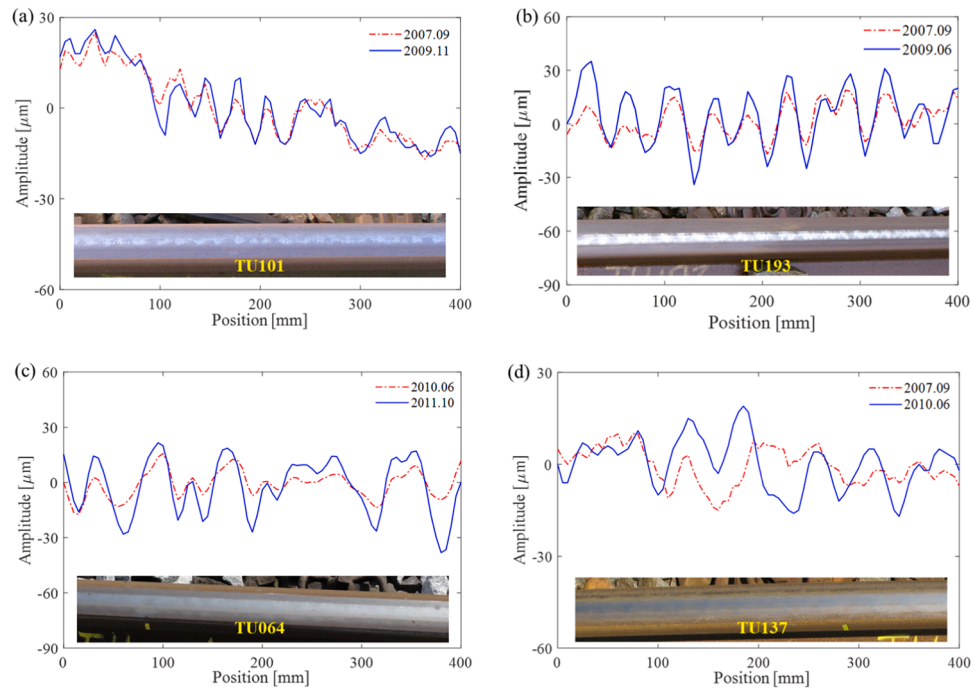 (a)
30
2007.09
2009.11
0
-30
-60
Amplitude [μm]
TU101
0 100 200 300 400
Position [mm]
(b)
60
2007.09
2009.06
30
0
-30
-60
-90
Amplitude [μm]
TU193
0 100 200 300 400
Position [mm]
(c)
60
2010.06
2011.10
30
0
-30
-60
-90
Amplitude [μm]
TU064
0 100 200 300 400
Position [mm]
(d)
30
2007.09
2010.06
0
-30
-60
Amplitude [μm]
TU137
0 100 200 300 400
Position [mm]